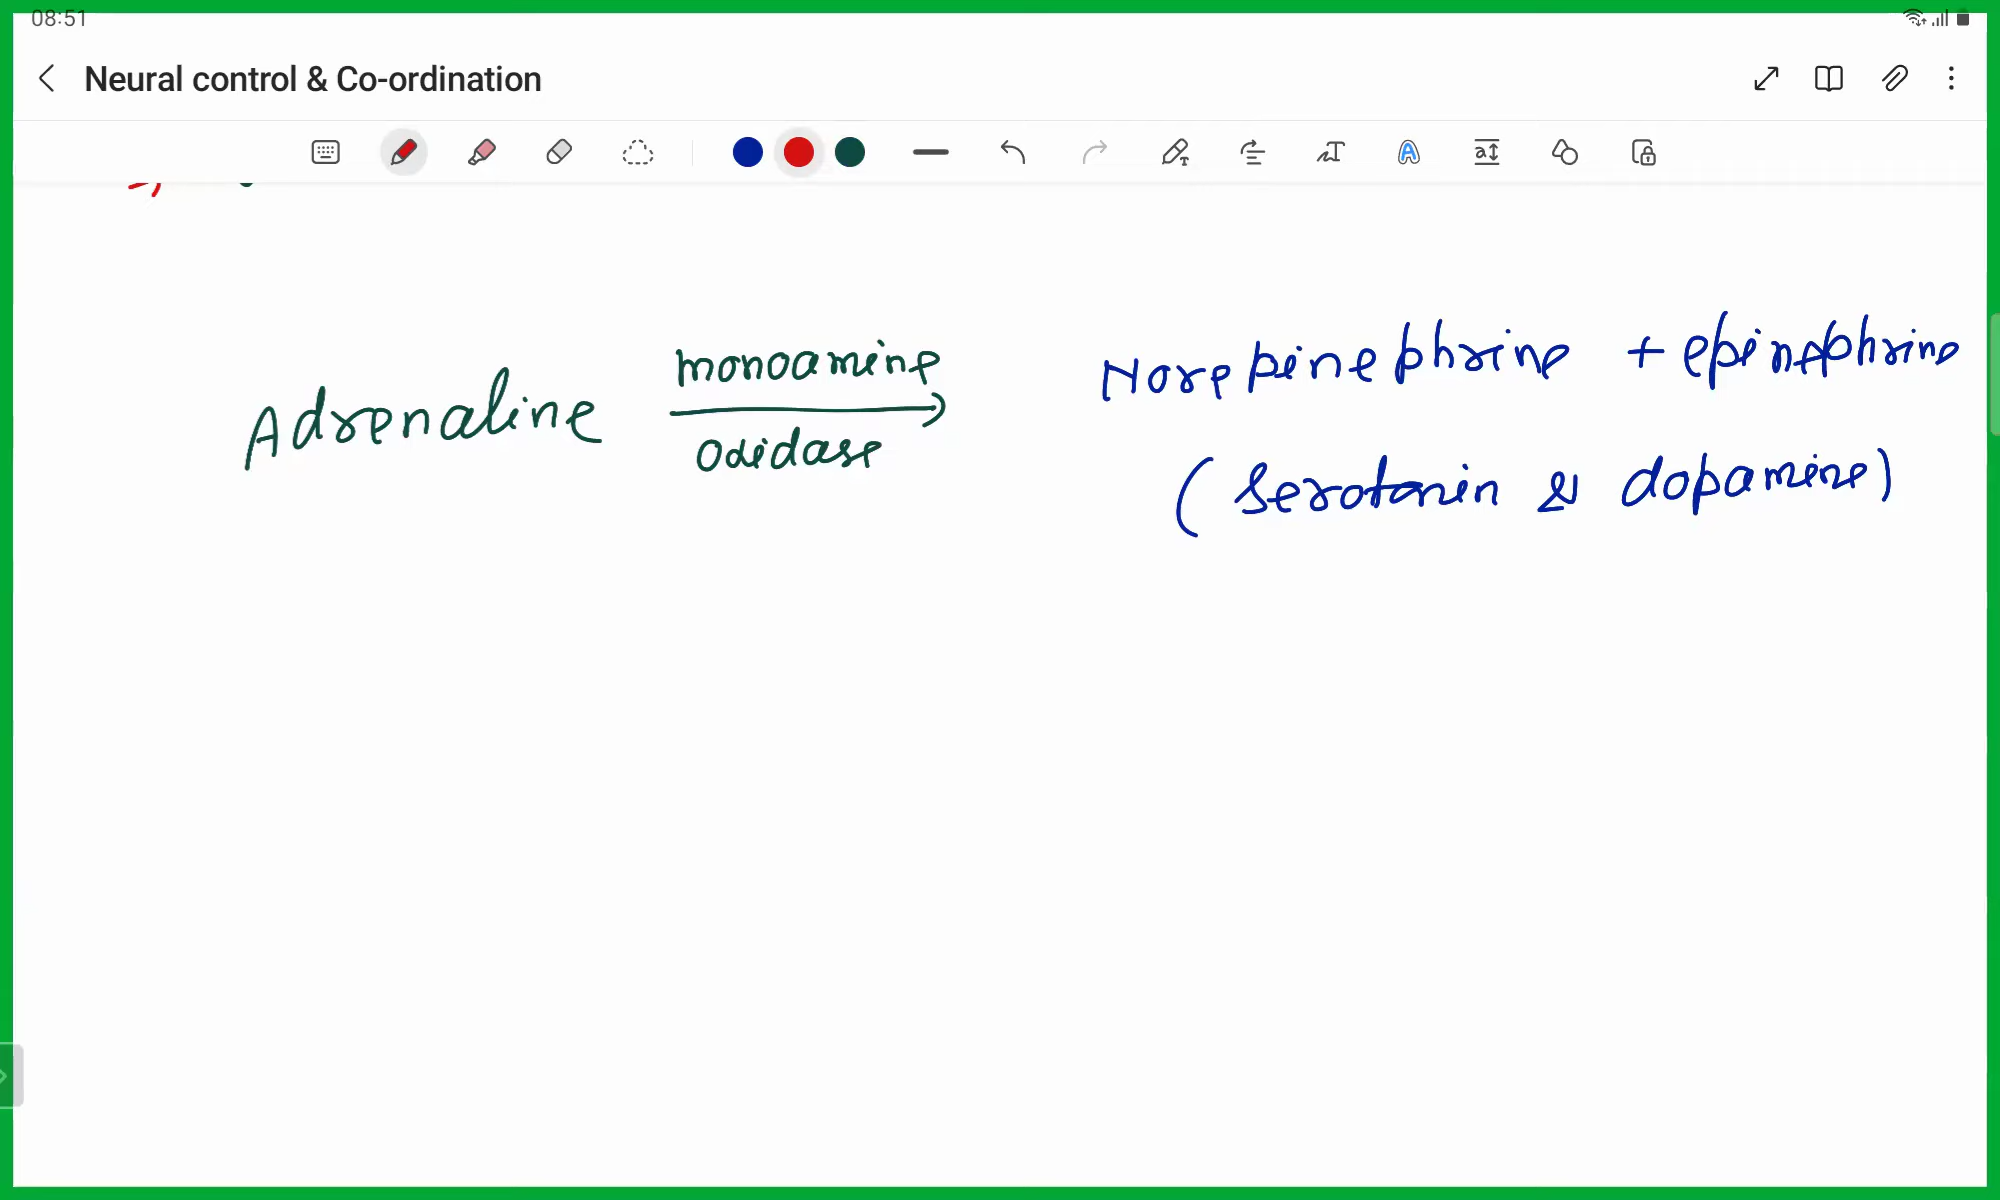 08:51
Neural control & Co-ordination
monoamine
Adrenaline
oxidase
Norepinephrine + epinephrine
(Serotonin & dopamine)